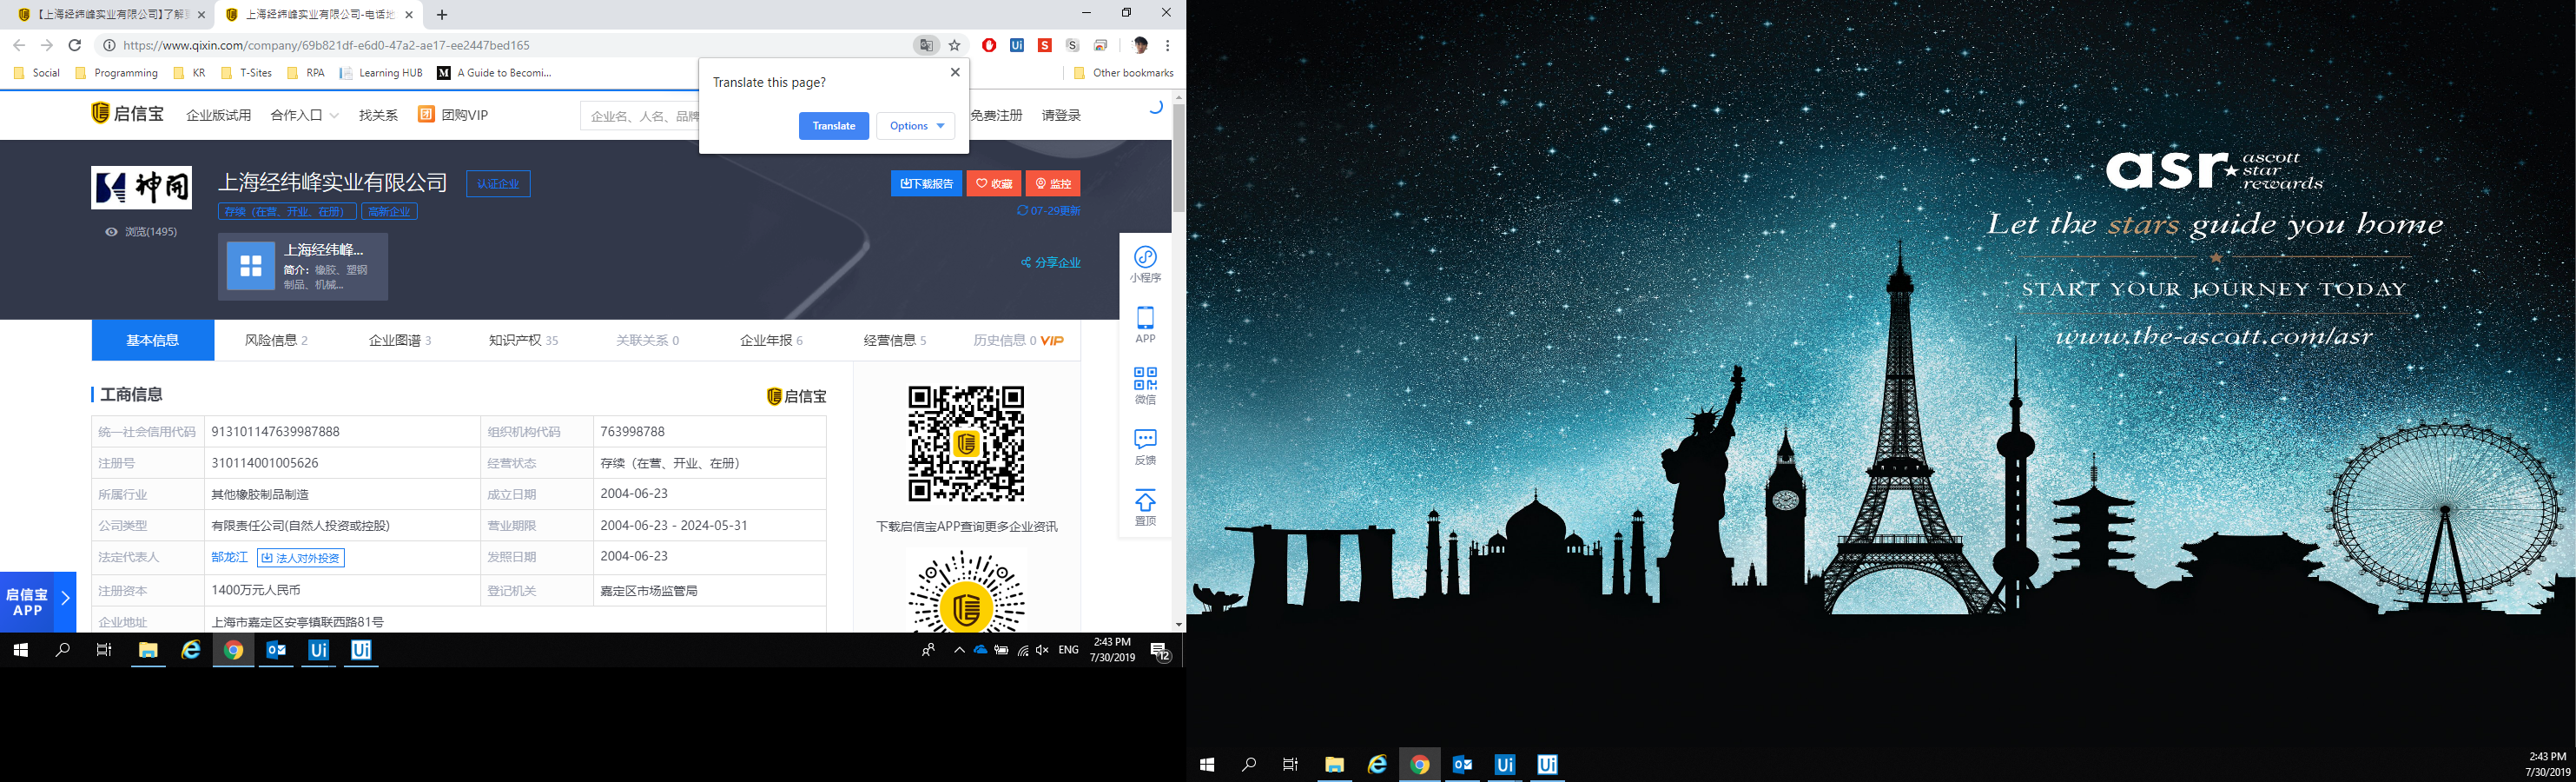 【上海经纬峰实业有限公司】了解更
上海经纬峰实业有限公司-电话地
https://www.qixin.com/company/69b821df-e6d0-47a2-ae17-ee2447bed165
Social
Programming
KR
T-Sites
RPA
Learning HUB
A Guide to Becomi...
Other bookmarks
Translate this page?
Translate
Options
启信宝
企业版试用
合作入口
找关系
团
团购VIP
企业名、人名、品牌
免费注册
请登录
神开
上海经纬峰实业有限公司
认证企业
下载报告
收藏
监控
存续（在营、开业、在册）
高新企业
07-29更新
浏览(1495)
上海经纬峰...
简介：橡胶、塑钢
制品、机械...
分享企业
小程序
APP
微信
反馈
置顶
基本信息
风险信息 2
企业图谱 3
知识产权 35
关联关系 0
企业年报 6
经营信息 5
历史信息 0 VIP
工商信息
启信宝
统一社会信用代码 913101147639987888 组织机构代码 763998788
注册号 310114001005626 经营状态 存续（在营、开业、在册）
所属行业 其他橡胶制品制造 成立日期 2004-06-23
公司类型 有限责任公司(自然人投资或控股) 营业期限 2004-06-23 - 2024-05-31
法定代表人 郜龙江 法人对外投资 发照日期 2004-06-23
注册资本 1400万元人民币 登记机关 嘉定区市场监管局
企业地址 上海市嘉定区安亭镇联西路81号
下载启信宝APP查询更多企业资讯
启信宝
APP
ENG
2:43 PM
7/30/2019
12
asr
ascott
star
rewards
Let the stars guide you home
START YOUR JOURNEY TODAY
www.the-ascott.com/asr
2:43 PM
7/30/2019